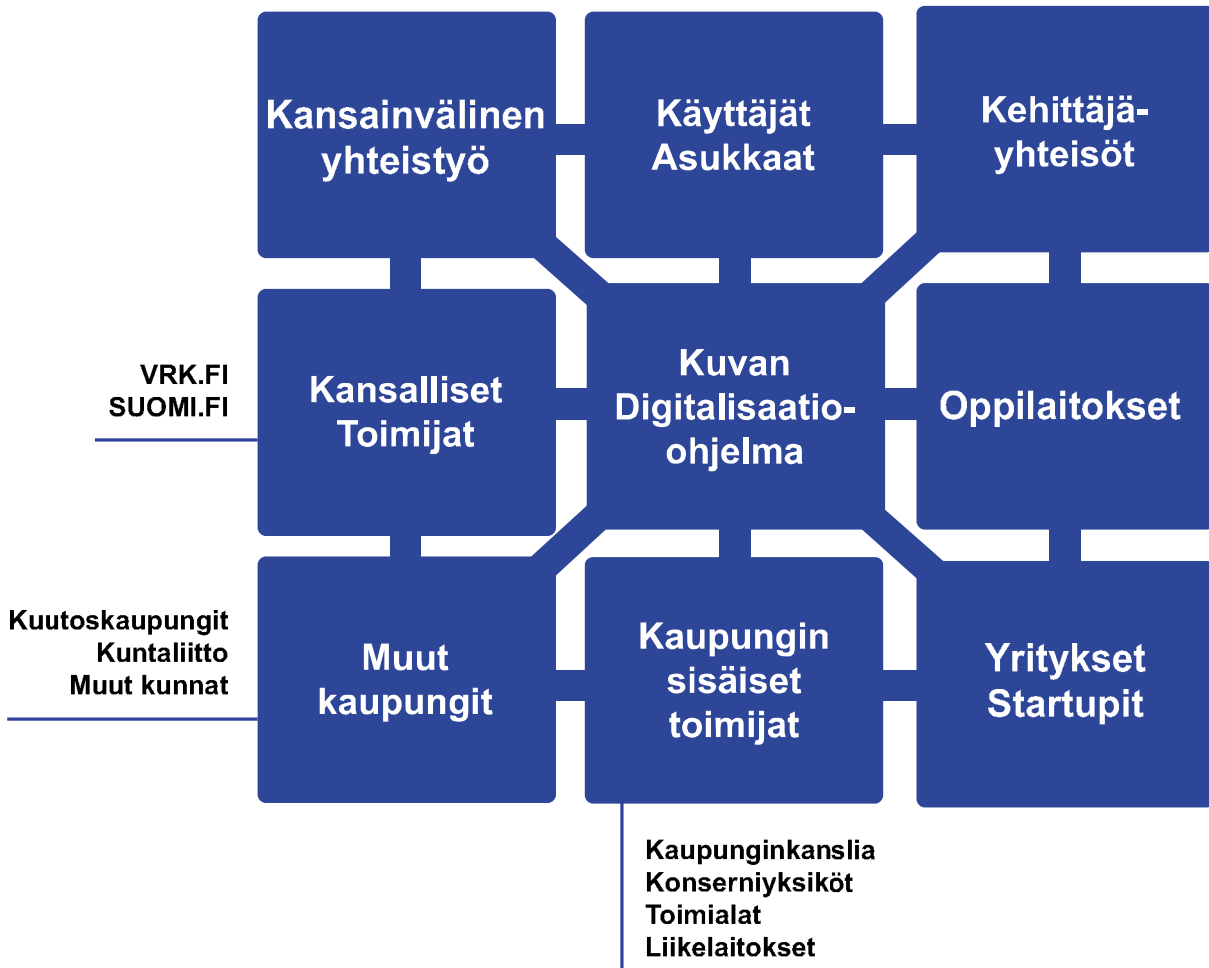 Kansainvälinen
yhteistyö
Käyttäjät
Asukkaat
Kehittäjä-
yhteisöt
VRK.FI
SUOMI.FI
Kansalliset
Toimijat
Kuvan
Digitalisaatio-
ohjelma
Oppilaitokset
Kuutoskaupungit
Kuntaliitto
Muut kunnat
Muut
kaupungit
Kaupungin
sisäiset
toimijat
Yritykset
Startupit
Kaupunginkanslia
Konserniyksiköt
Toimialat
Liikelaitokset